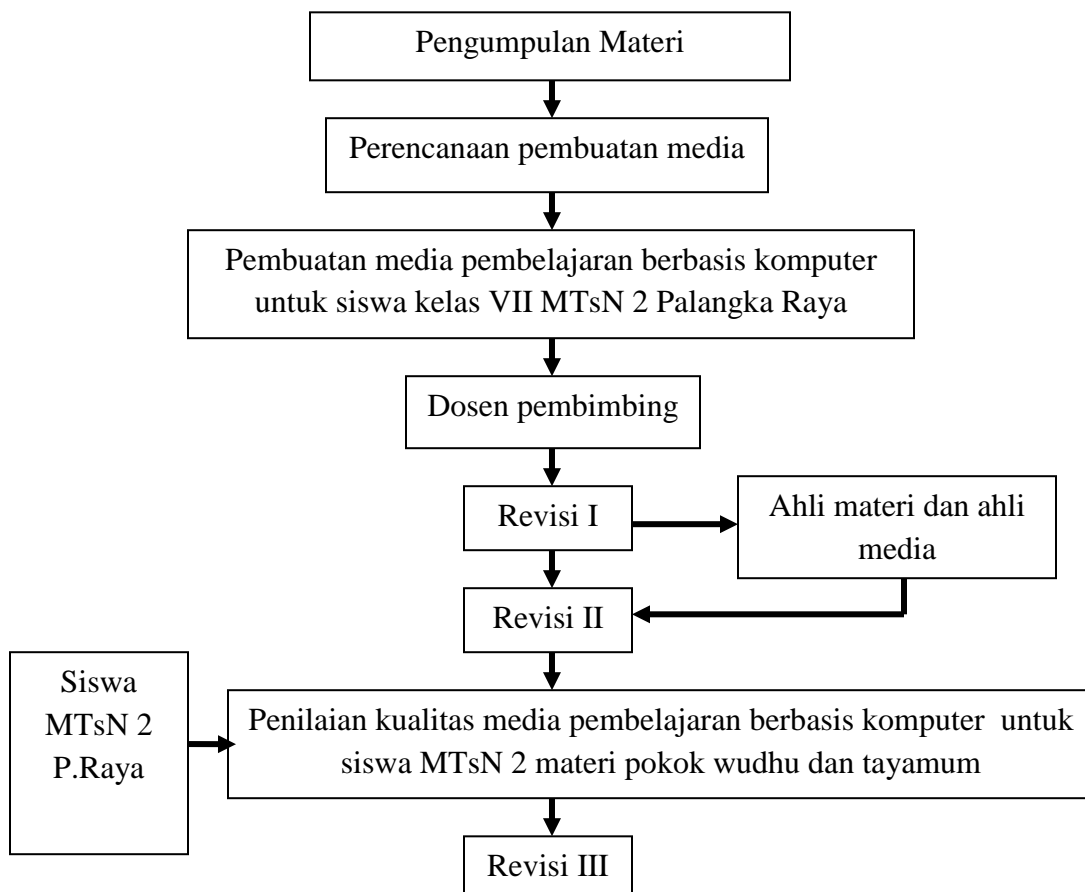 Pengumpulan Materi
Perencanaan pembuatan media
Pembuatan media pembelajaran berbasis komputer
untuk siswa kelas VII MTsN 2 Palangka Raya
Dosen pembimbing
Revisi I
Ahli materi dan ahli
media
Revisi II
Siswa
MTsN 2
P.Raya
Penilaian kualitas media pembelajaran berbasis komputer untuk
siswa MTsN 2 materi pokok wudhu dan tayamum
Revisi III